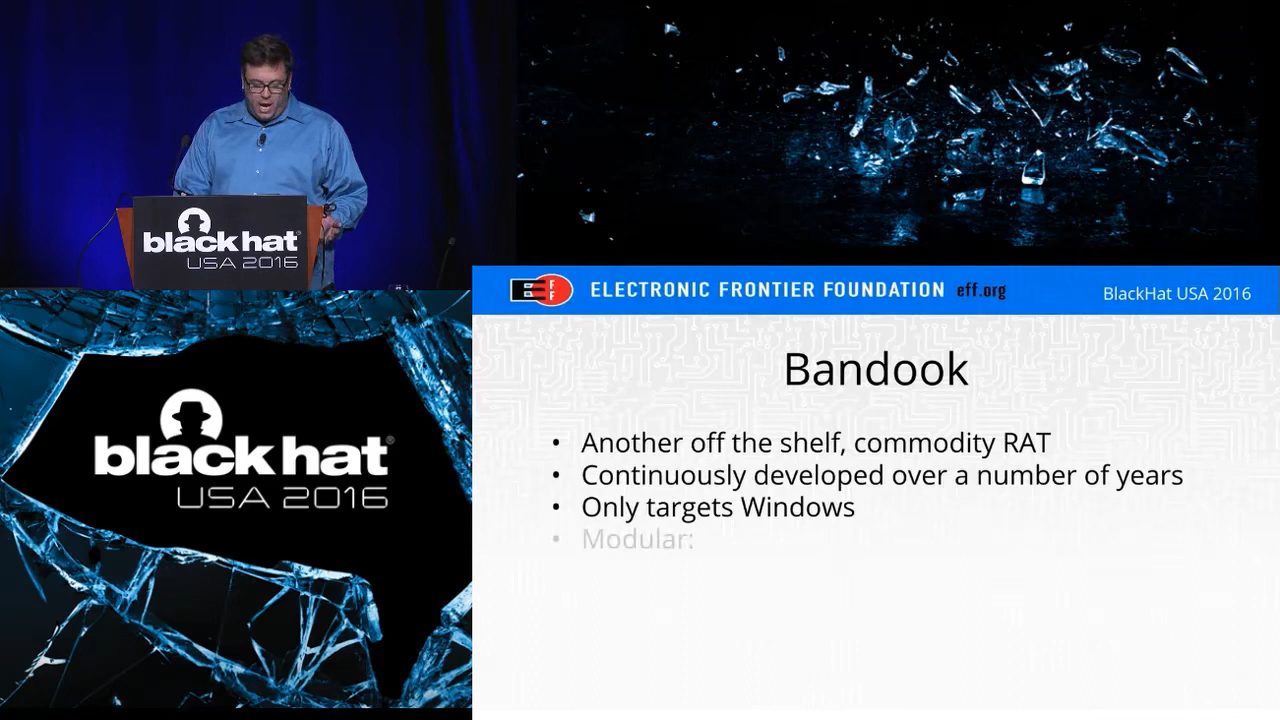 black hat
USA 2016
EFF
ELECTRONIC FRONTIER FOUNDATION eff.org
BlackHat USA 2016
Bandook
• Another off the shelf, commodity RAT
• Continuously developed over a number of years
• Only targets Windows
• Modular:
black hat®
USA 2016